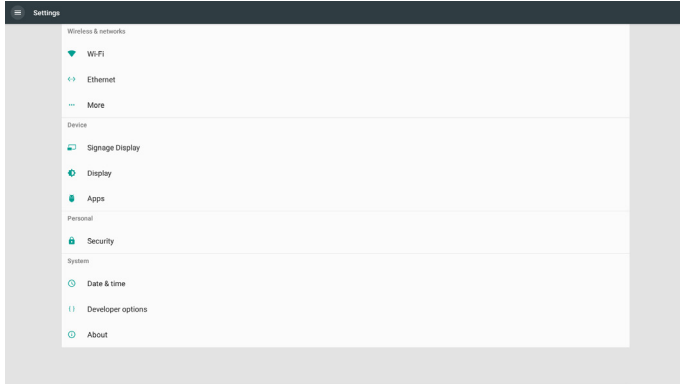 Settings
Wireless & networks
Wi-Fi
Ethernet
More
Device
Signage Display
Display
Apps
Personal
Security
System
Date & time
Developer options
About